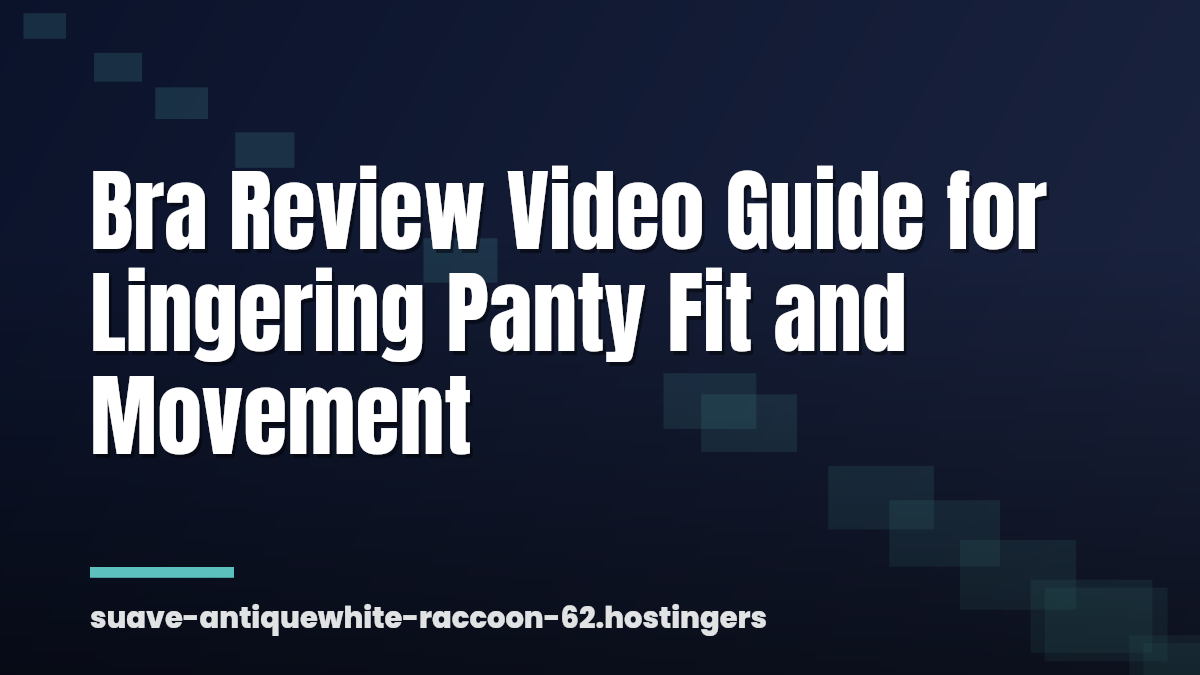 Bra Review Video Guide for
Lingering Panty Fit and
Movement
suave-antiquewhite-raccoon-62.hostingers